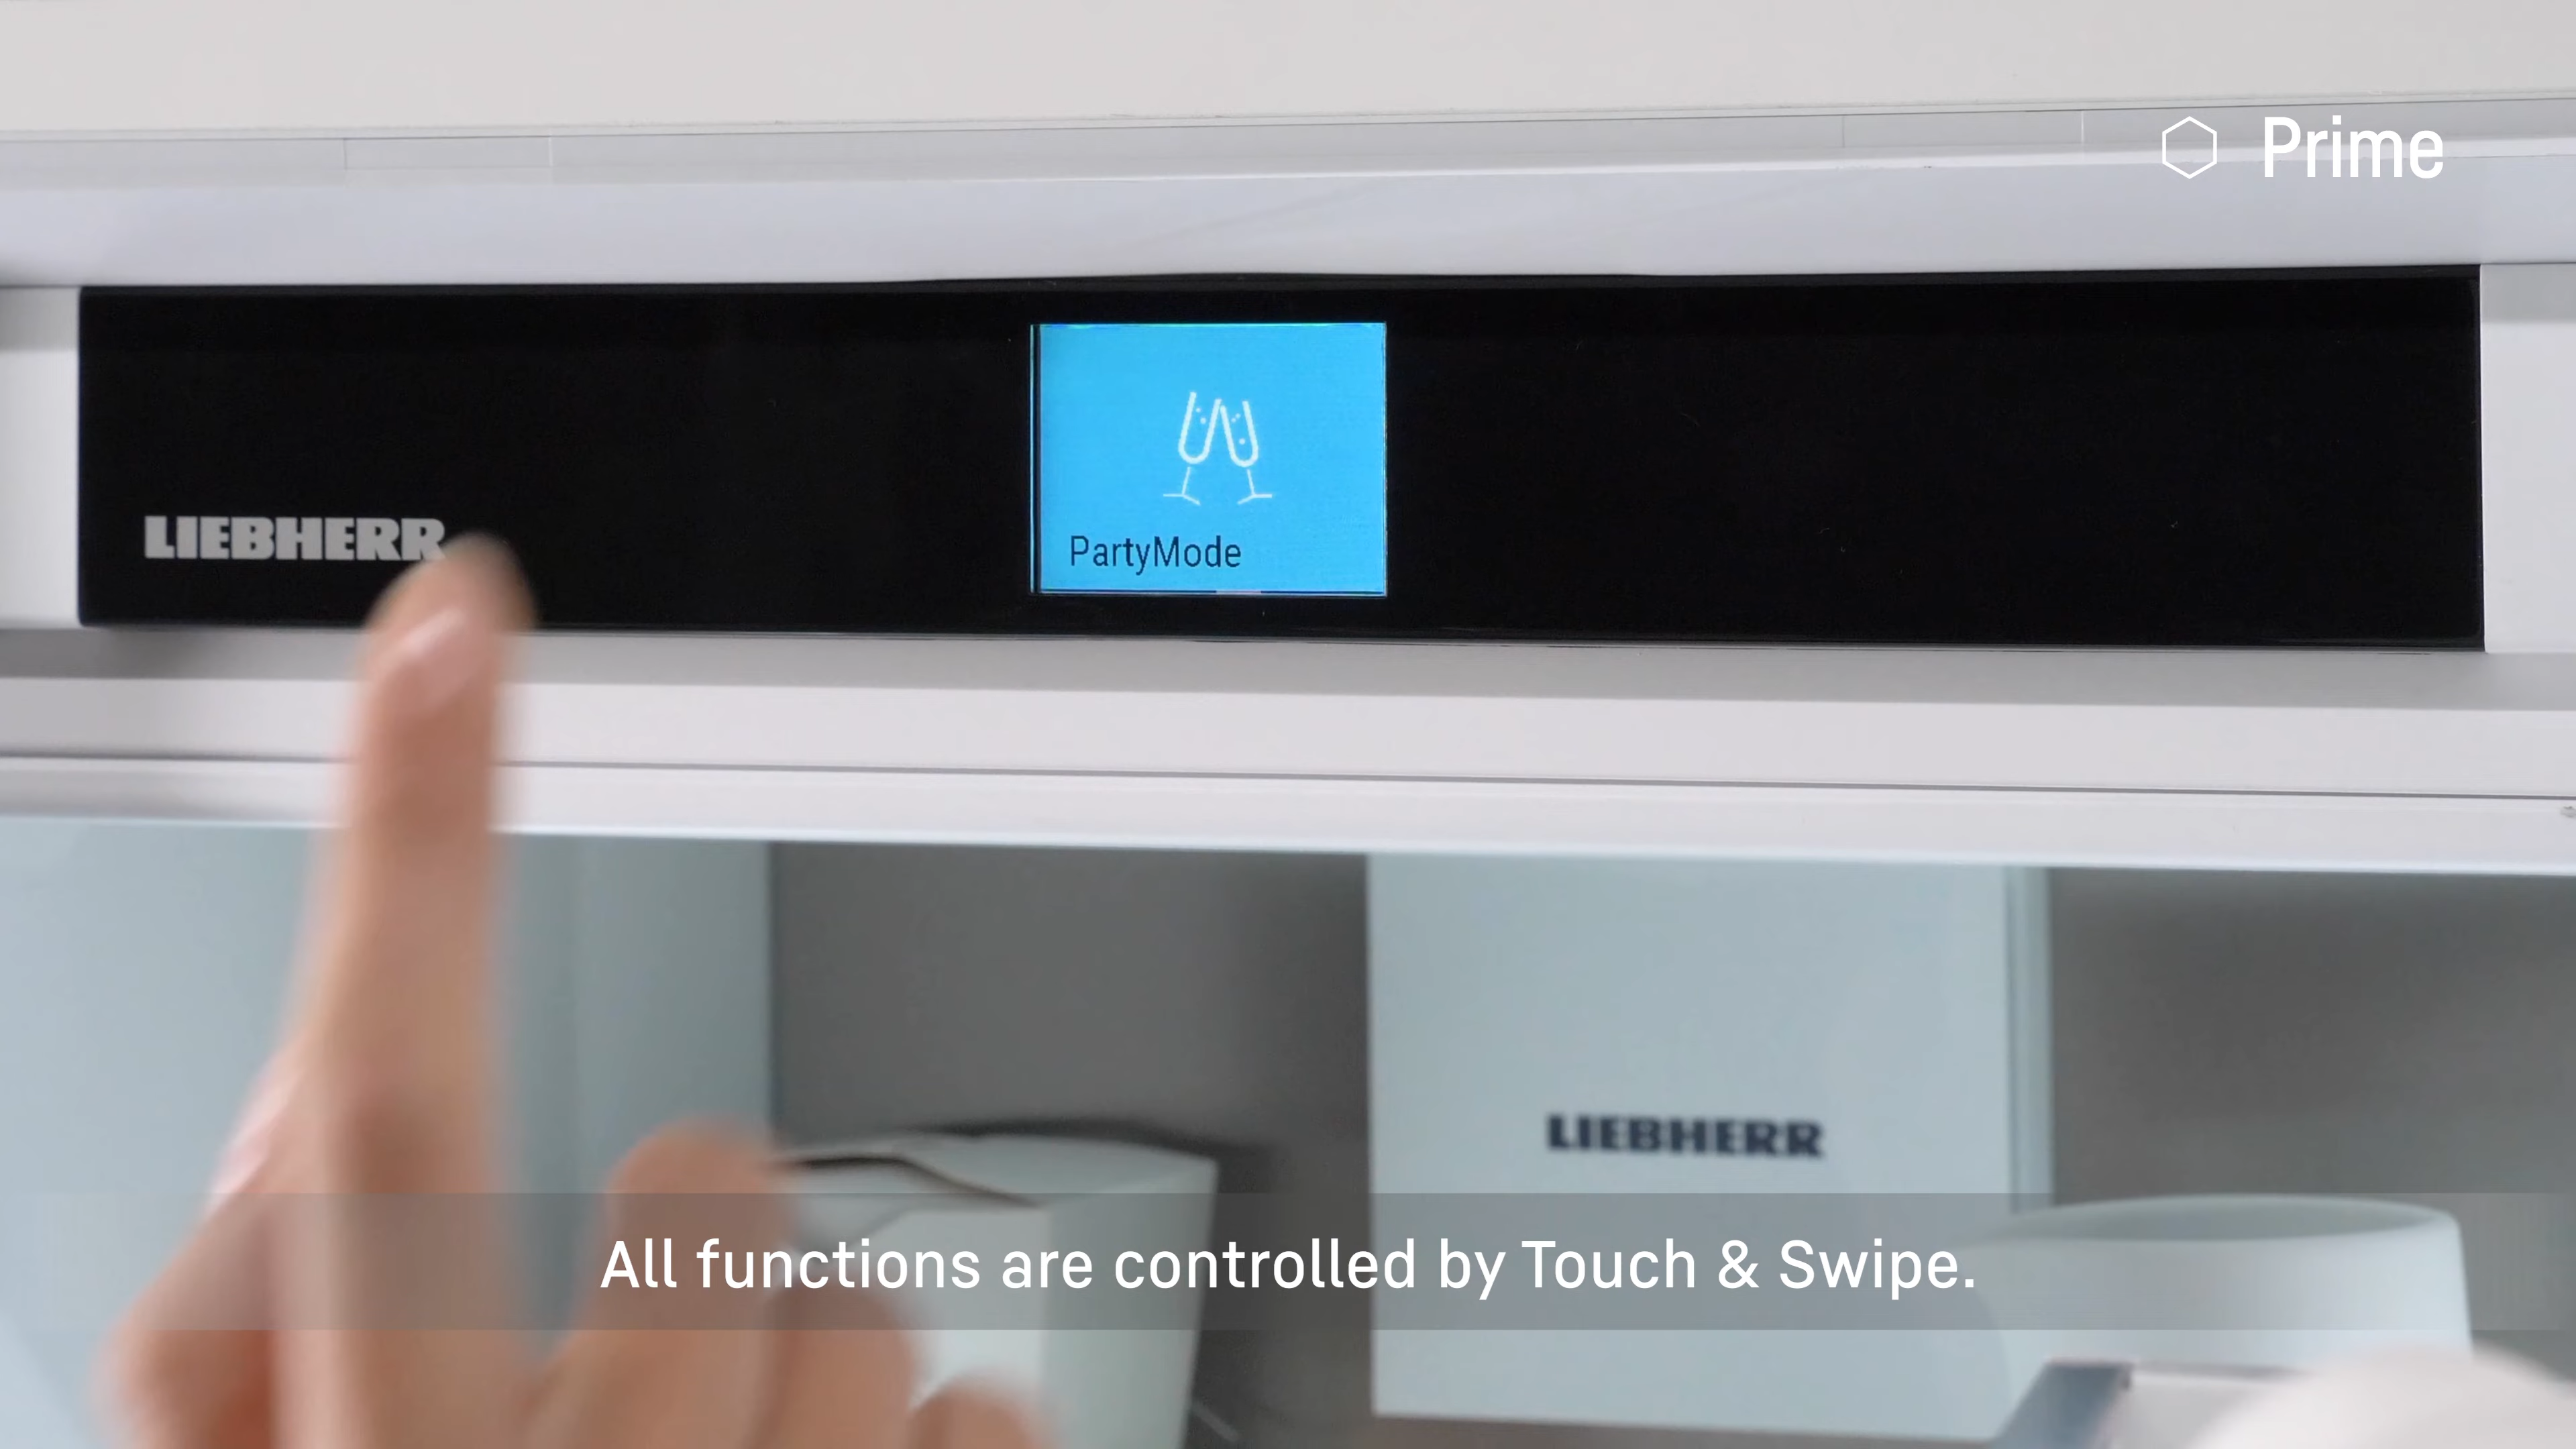 Prime
LIEBHERR
PartyMode
LIEBHERR
All functions are controlled by Touch & Swipe.